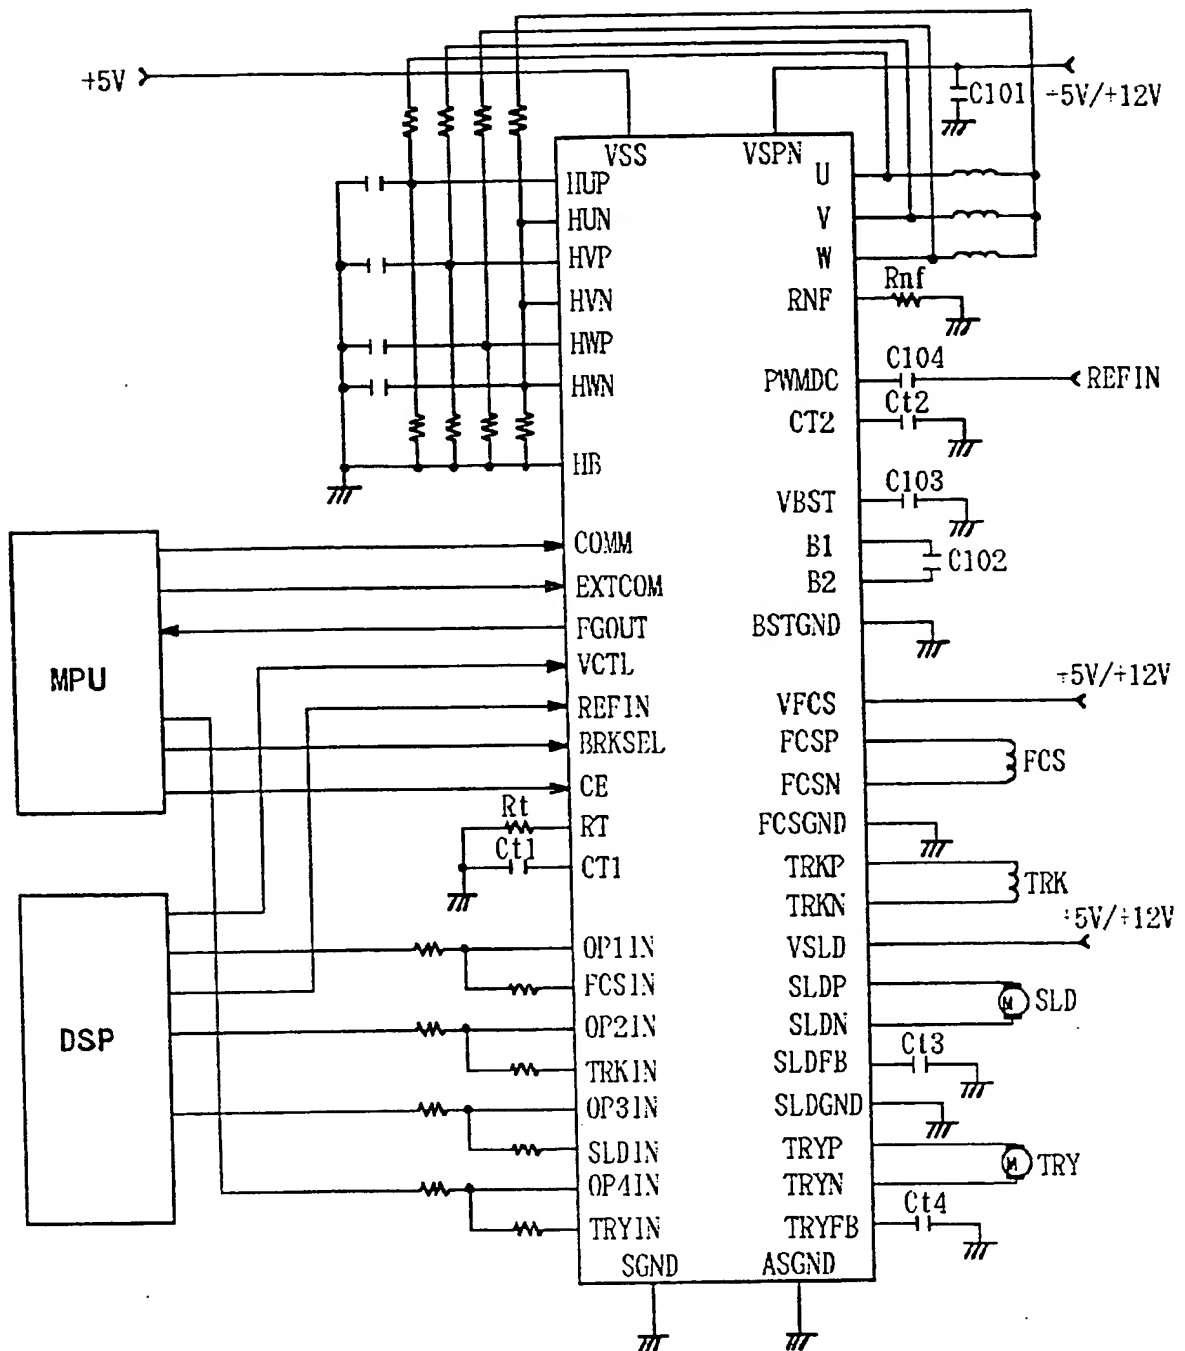 +5V
C101
+5V/+12V
VSS
VSPN
HUP
HUN
HVP
HVN
HWP
HWN
HB
COMM
EXTCOM
FGOUT
VCTL
REFIN
BRKSEL
CE
RT
CT1
OP1IN
FCSIN
OP2IN
TRKIN
OP3IN
SLDIN
OP4IN
TRYIN
SGND
ASGND
U
V
W
RNF
PWMDC
CT2
VBST
B1
B2
BSTGND
VFCS
FCSP
FCSN
FCSGND
TRKP
TRKN
VSLD
SLDP
SLDN
SLDFB
SLDGND
TRYP
TRYN
TRYFB
Rnf
C104
REFIN
Ct2
C103
C102
+5V/+12V
FCS
TRK
+5V/+12V
M
SLD
Ct3
M
TRY
Ct4
MPU
Rt
Ct1
DSP